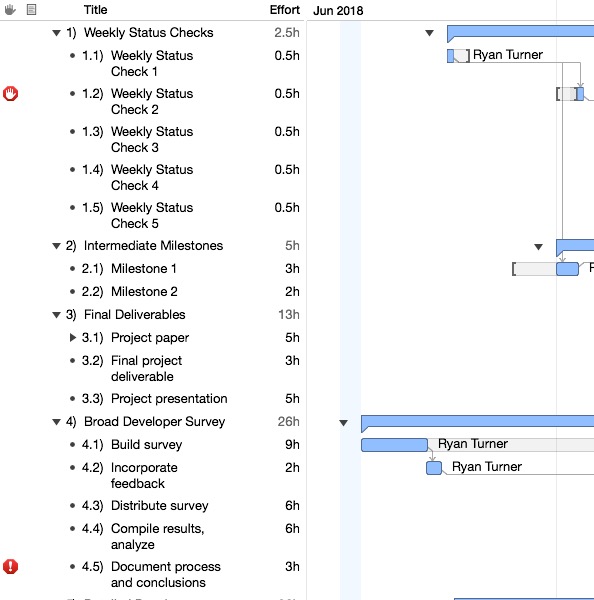 Title Effort Jun 2018
1) Weekly Status Checks 2.5h
1.1) Weekly Status 0.5h Ryan Turner
Check 1
1.2) Weekly Status 0.5h
Check 2
1.3) Weekly Status 0.5h
Check 3
1.4) Weekly Status 0.5h
Check 4
1.5) Weekly Status 0.5h
Check 5
2) Intermediate Milestones 5h
2.1) Milestone 1 3h
2.2) Milestone 2 2h
3) Final Deliverables 13h
3.1) Project paper 5h
3.2) Final project 3h
deliverable
3.3) Project presentation 5h
4) Broad Developer Survey 26h
4.1) Build survey 9h Ryan Turner
4.2) Incorporate 2h Ryan Turner
feedback
4.3) Distribute survey 6h
4.4) Compile results, 6h
analyze
4.5) Document process 3h
and conclusions